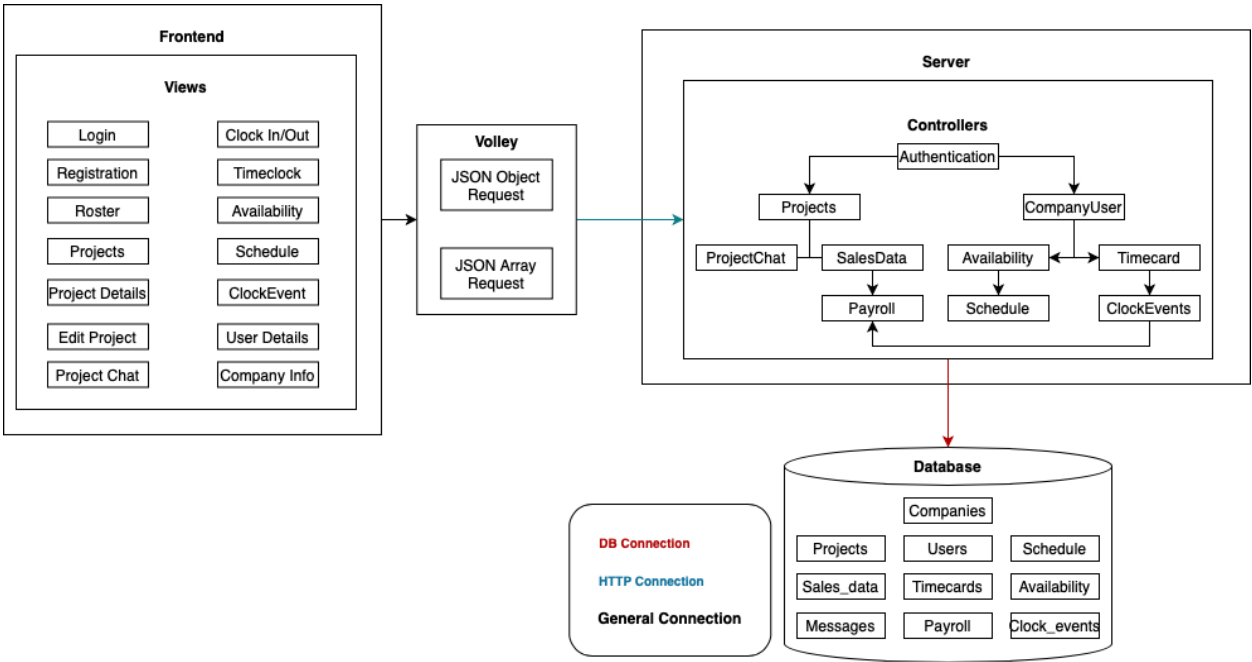 Frontend
Views
Login
Clock In/Out
Registration
Timeclock
Roster
Availability
Projects
Schedule
Project Details
ClockEvent
Edit Project
User Details
Project Chat
Company Info
Volley
JSON Object
Request
JSON Array
Request
Server
Controllers
Authentication
Projects
CompanyUser
ProjectChat
SalesData
Availability
Timecard
Payroll
Schedule
ClockEvents
DB Connection
HTTP Connection
General Connection
Database
Companies
Projects
Users
Schedule
Sales_data
Timecards
Availability
Messages
Payroll
Clock_events